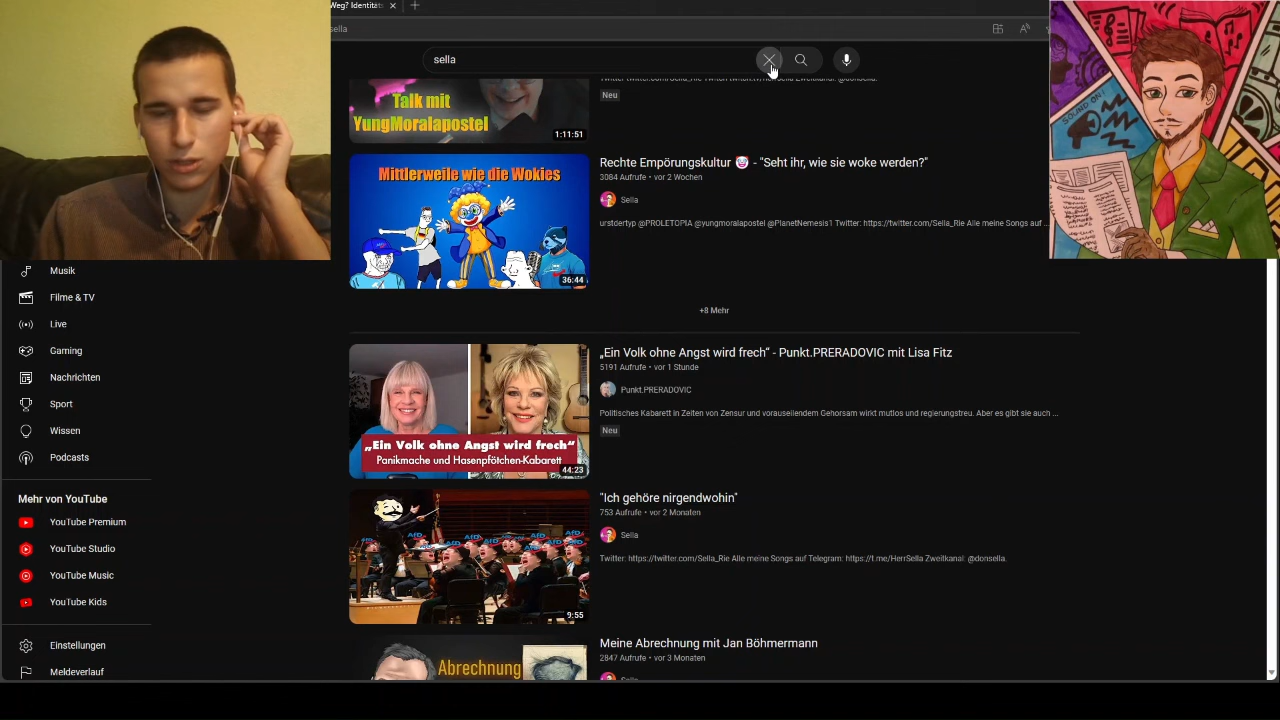 Weg? Identitäts
sella
sella
Talk mit
YungMoralapostel
1:11:51
Neu
Mittlerweile wie die Wokies
36:44
Rechte Empörungskultur 🤡 - "Seht ihr, wie sie woke werden?"
3084 Aufrufe • vor 2 Wochen
Sella
urstdertyp @PROLETOPIA @yungmoralapostel @PlanetNemesis1 Twitter: https://twitter.com/Sella_Rie Alle meine Songs auf ...
SOUND ON!
Musik
Filme & TV
Live
Gaming
Nachrichten
Sport
Wissen
Podcasts
Mehr von YouTube
YouTube Premium
YouTube Studio
YouTube Music
YouTube Kids
Einstellungen
Meldeverlauf
+8 Mehr
„Ein Volk ohne Angst wird frech“
Panikmache und Hasenpfötchen-Kabarett
44:23
„Ein Volk ohne Angst wird frech“ - Punkt.PRERADOVIC mit Lisa Fitz
5191 Aufrufe • vor 1 Stunde
Punkt.PRERADOVIC
Politisches Kabarett in Zeiten von Zensur und vorauseilendem Gehorsam wirkt mutlos und regierungstreu. Aber es gibt sie auch ...
Neu
AfD
9:55
"Ich gehöre nirgendwohin"
753 Aufrufe • vor 2 Monaten
Sella
Twitter: https://twitter.com/Sella_Rie Alle meine Songs auf Telegram: https://t.me/HerrSella Zweitkanal: @donsella.
Abrechnung
Meine Abrechnung mit Jan Böhmermann
2847 Aufrufe • vor 3 Monaten